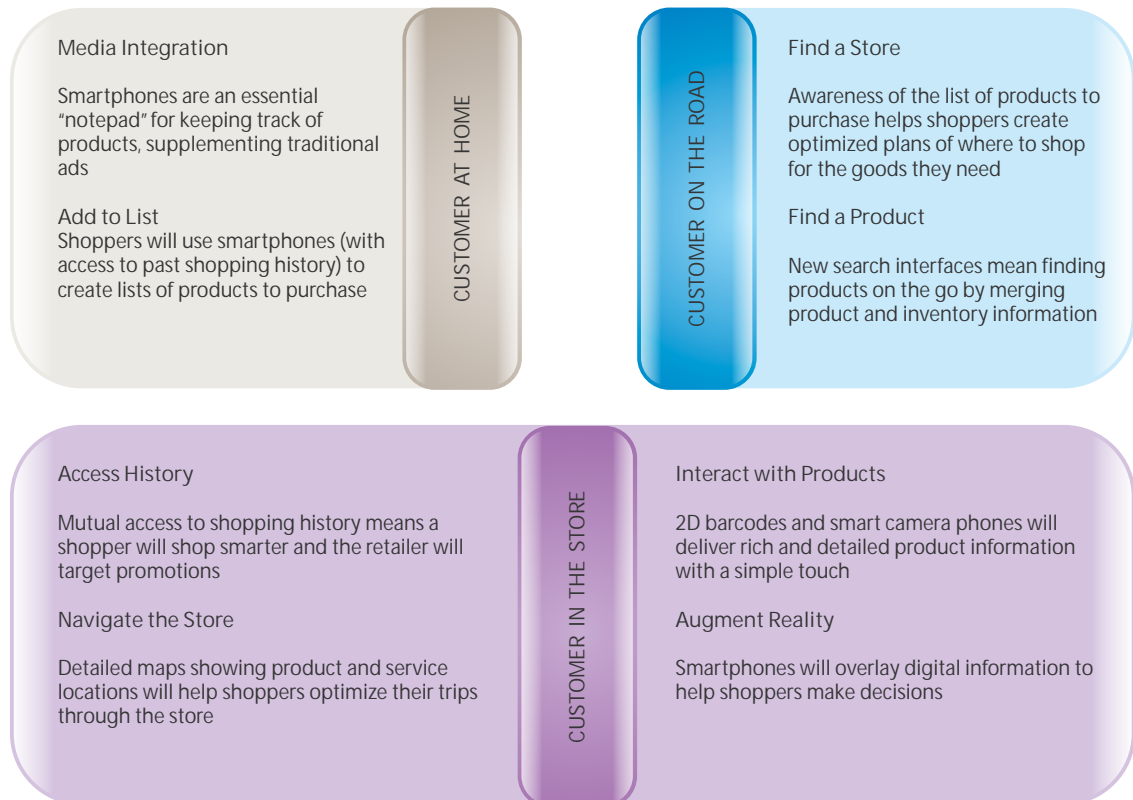 Media Integration
Smartphones are an essential
“notepad” for keeping track of
products, supplementing traditional
ads
Add to List
Shoppers will use smartphones (with
access to past shopping history) to
create lists of products to purchase
CUSTOMER AT HOME
CUSTOMER ON THE ROAD
Find a Store
Awareness of the list of products to
purchase helps shoppers create
optimized plans of where to shop
for the goods they need
Find a Product
New search interfaces mean finding
products on the go by merging
product and inventory information
Access History
Mutual access to shopping history means a
shopper will shop smarter and the retailer will
target promotions
Navigate the Store
Detailed maps showing product and service
locations will help shoppers optimize their trips
through the store
CUSTOMER IN THE STORE
Interact with Products
2D barcodes and smart camera phones will
deliver rich and detailed product information
with a simple touch
Augment Reality
Smartphones will overlay digital information to
help shoppers make decisions